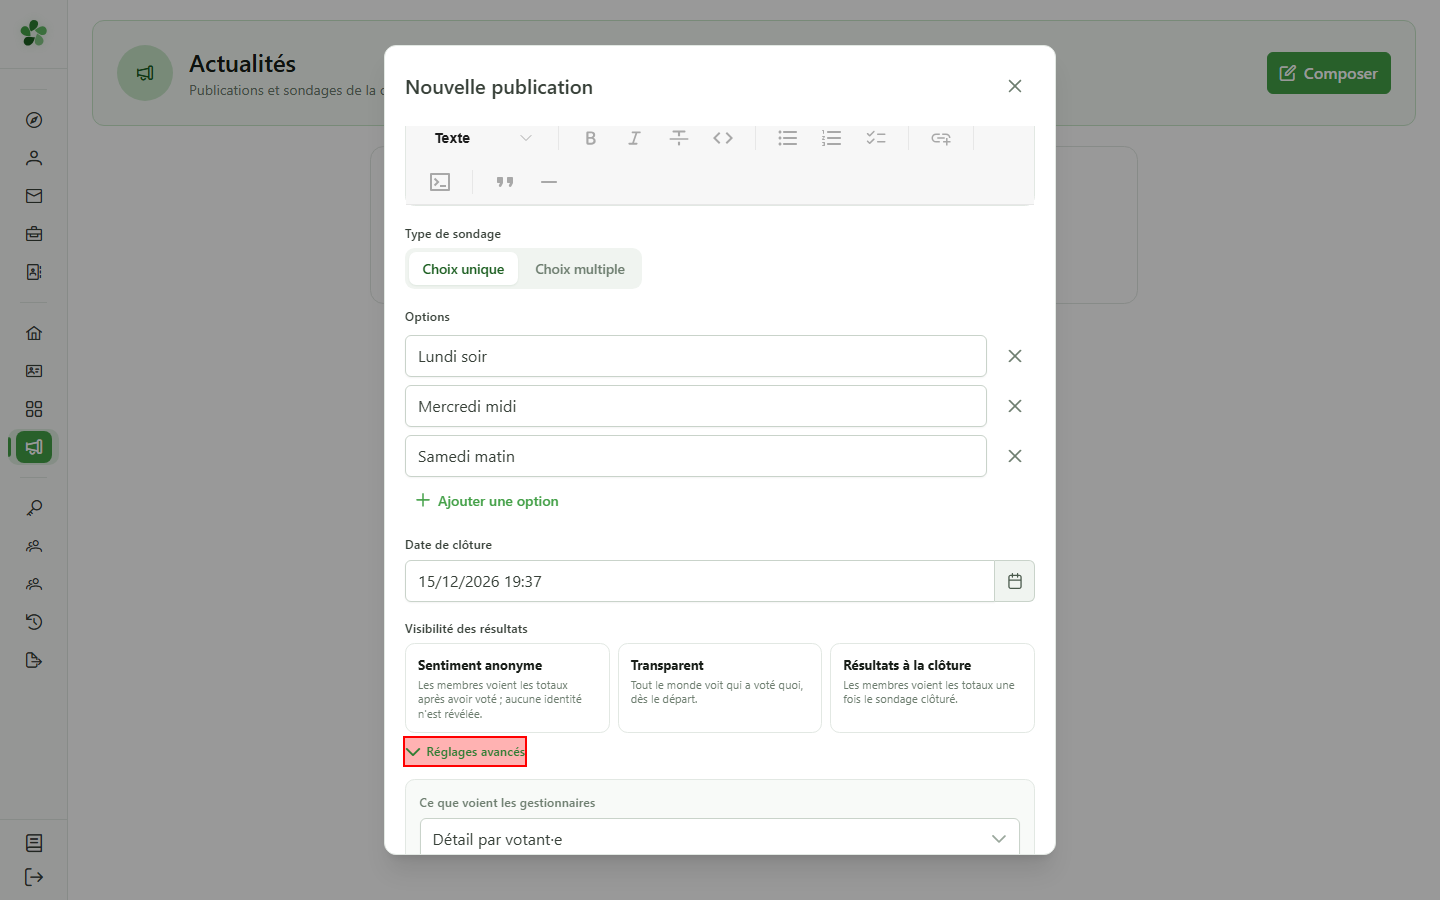 Actualités
Publications et sondages de la c
Composer
Nouvelle publication
Texte
Type de sondage
Choix unique
Choix multiple
Options
Lundi soir
Mercredi midi
Samedi matin
Ajouter une option
Date de clôture
15/12/2026 19:37
Visibilité des résultats
Sentiment anonyme
Les membres voient les totaux
après avoir voté ; aucune identité
n'est révélée.
Transparent
Tout le monde voit qui a voté quoi,
dès le départ.
Résultats à la clôture
Les membres voient les totaux une
fois le sondage clôturé.
Réglages avancés
Ce que voient les gestionnaires
Détail par votant·e